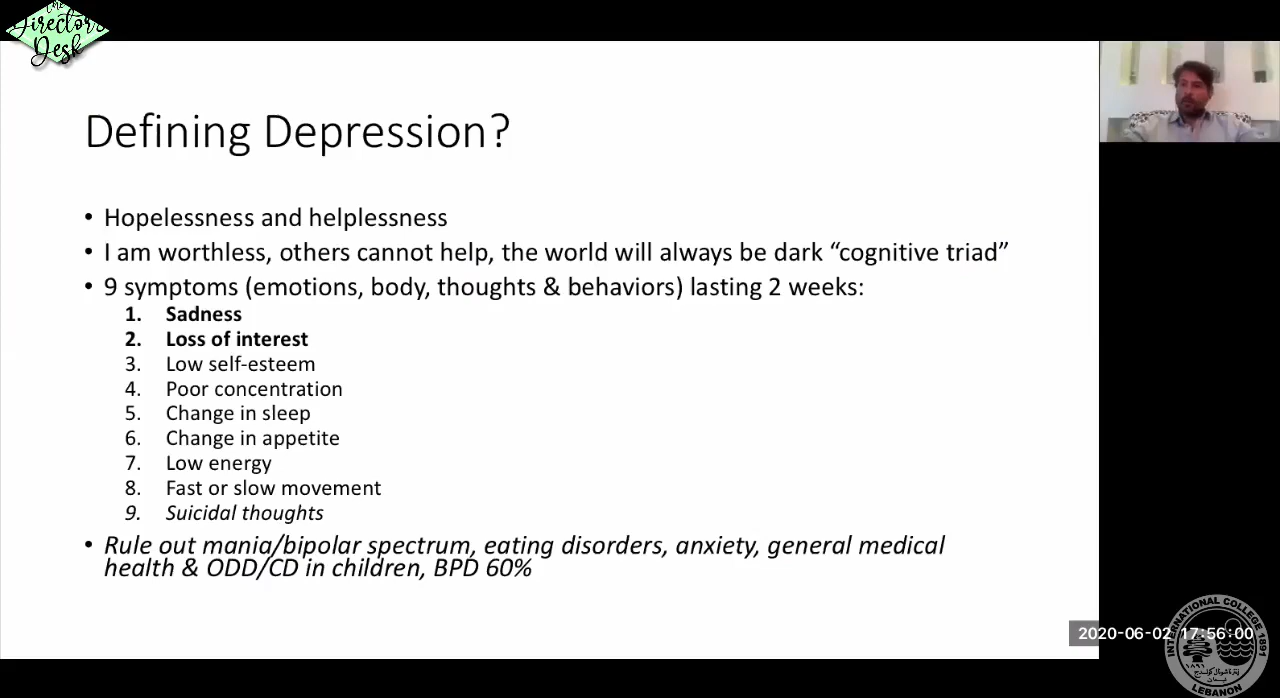 the
Director's
Desk
Defining Depression?
• Hopelessness and helplessness
• I am worthless, others cannot help, the world will always be dark “cognitive triad”
• 9 symptoms (emotions, body, thoughts & behaviors) lasting 2 weeks:
1. Sadness
2. Loss of interest
3. Low self-esteem
4. Poor concentration
5. Change in sleep
6. Change in appetite
7. Low energy
8. Fast or slow movement
9. Suicidal thoughts
• Rule out mania/bipolar spectrum, eating disorders, anxiety, general medical
health & ODD/CD in children, BPD 60%
2020-06-02 17:56:00
INTERNATIONAL COLLEGE 1891
LEBANON